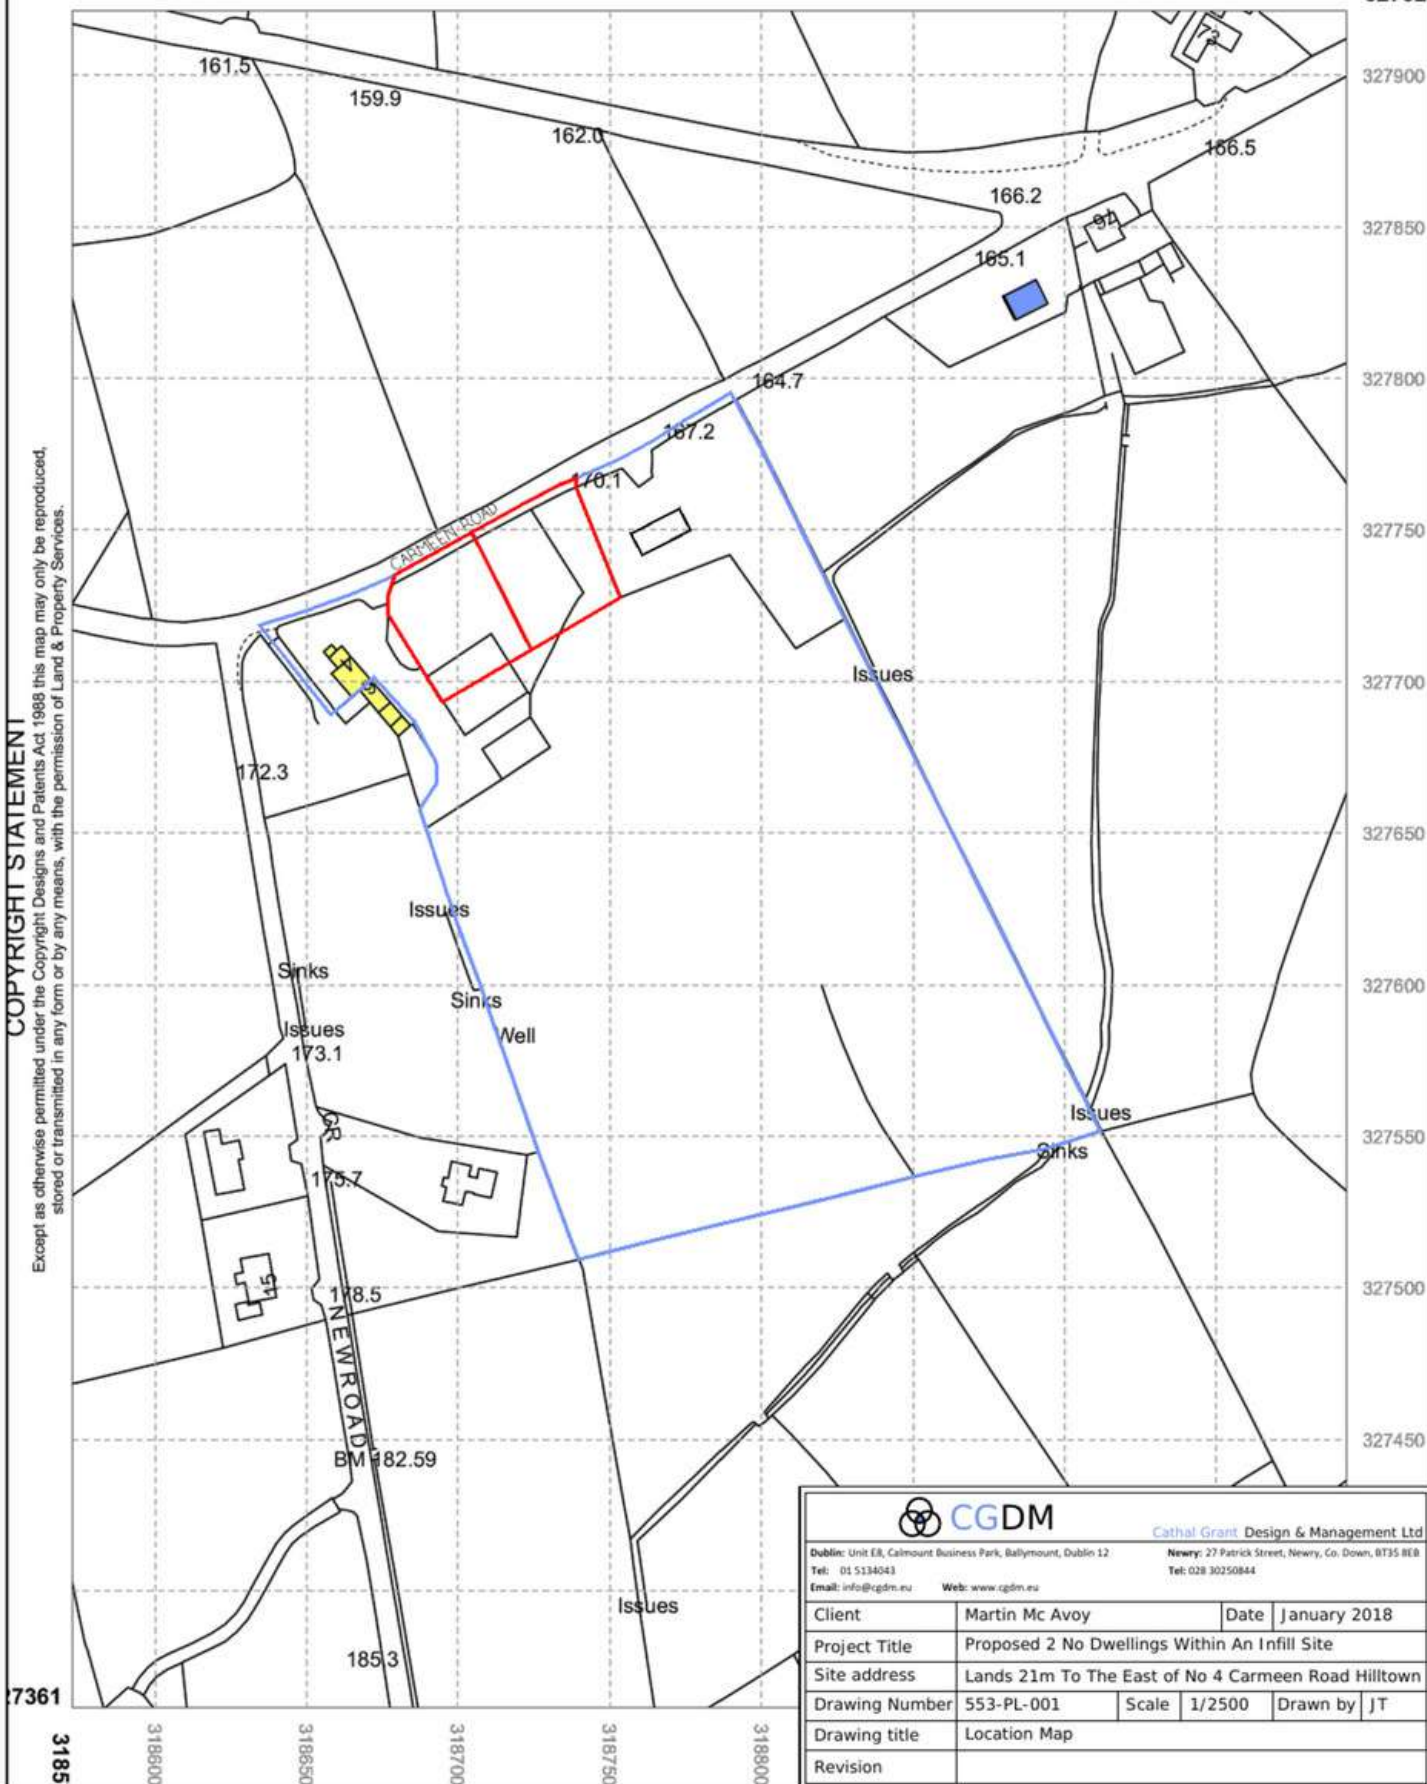 161.5
159.9
162.0
73
327900
166.5
166.2
94
327850
165.1
164.7
327800
167.2
170.1
CARMEEN ROAD
327750
4
Issues
327700
172.3
327650
Issues
Sinks
Sinks
327600
Issues
Well
173.1
Issues
GR
327550
Sinks
175.7
15
178.5
327500
NEWROAD
327450
BM 182.59
Issues
185.3
7361
3185
318600
318650
318700
318750
318800
COPYRIGHT STATEMENT
Except as otherwise permitted under the Copyright Designs and Patents Act 1988 this map may only be reproduced,
stored or transmitted in any form or by any means, with the permission of Land & Property Services.
CGDM
Cathal Grant Design & Management Ltd
Dublin: Unit E8, Calmount Business Park, Ballymount, Dublin 12
Newry: 27 Patrick Street, Newry, Co. Down, BT35 8EB
Tel: 01 5134043
Tel: 028 30250844
Email: info@cgdm.eu Web: www.cgdm.eu
Client Martin Mc Avoy Date January 2018
Project Title Proposed 2 No Dwellings Within An Infill Site
Site address Lands 21m To The East of No 4 Carmeen Road Hilltown
Drawing Number 553-PL-001 Scale 1/2500 Drawn by JT
Drawing title Location Map
Revision